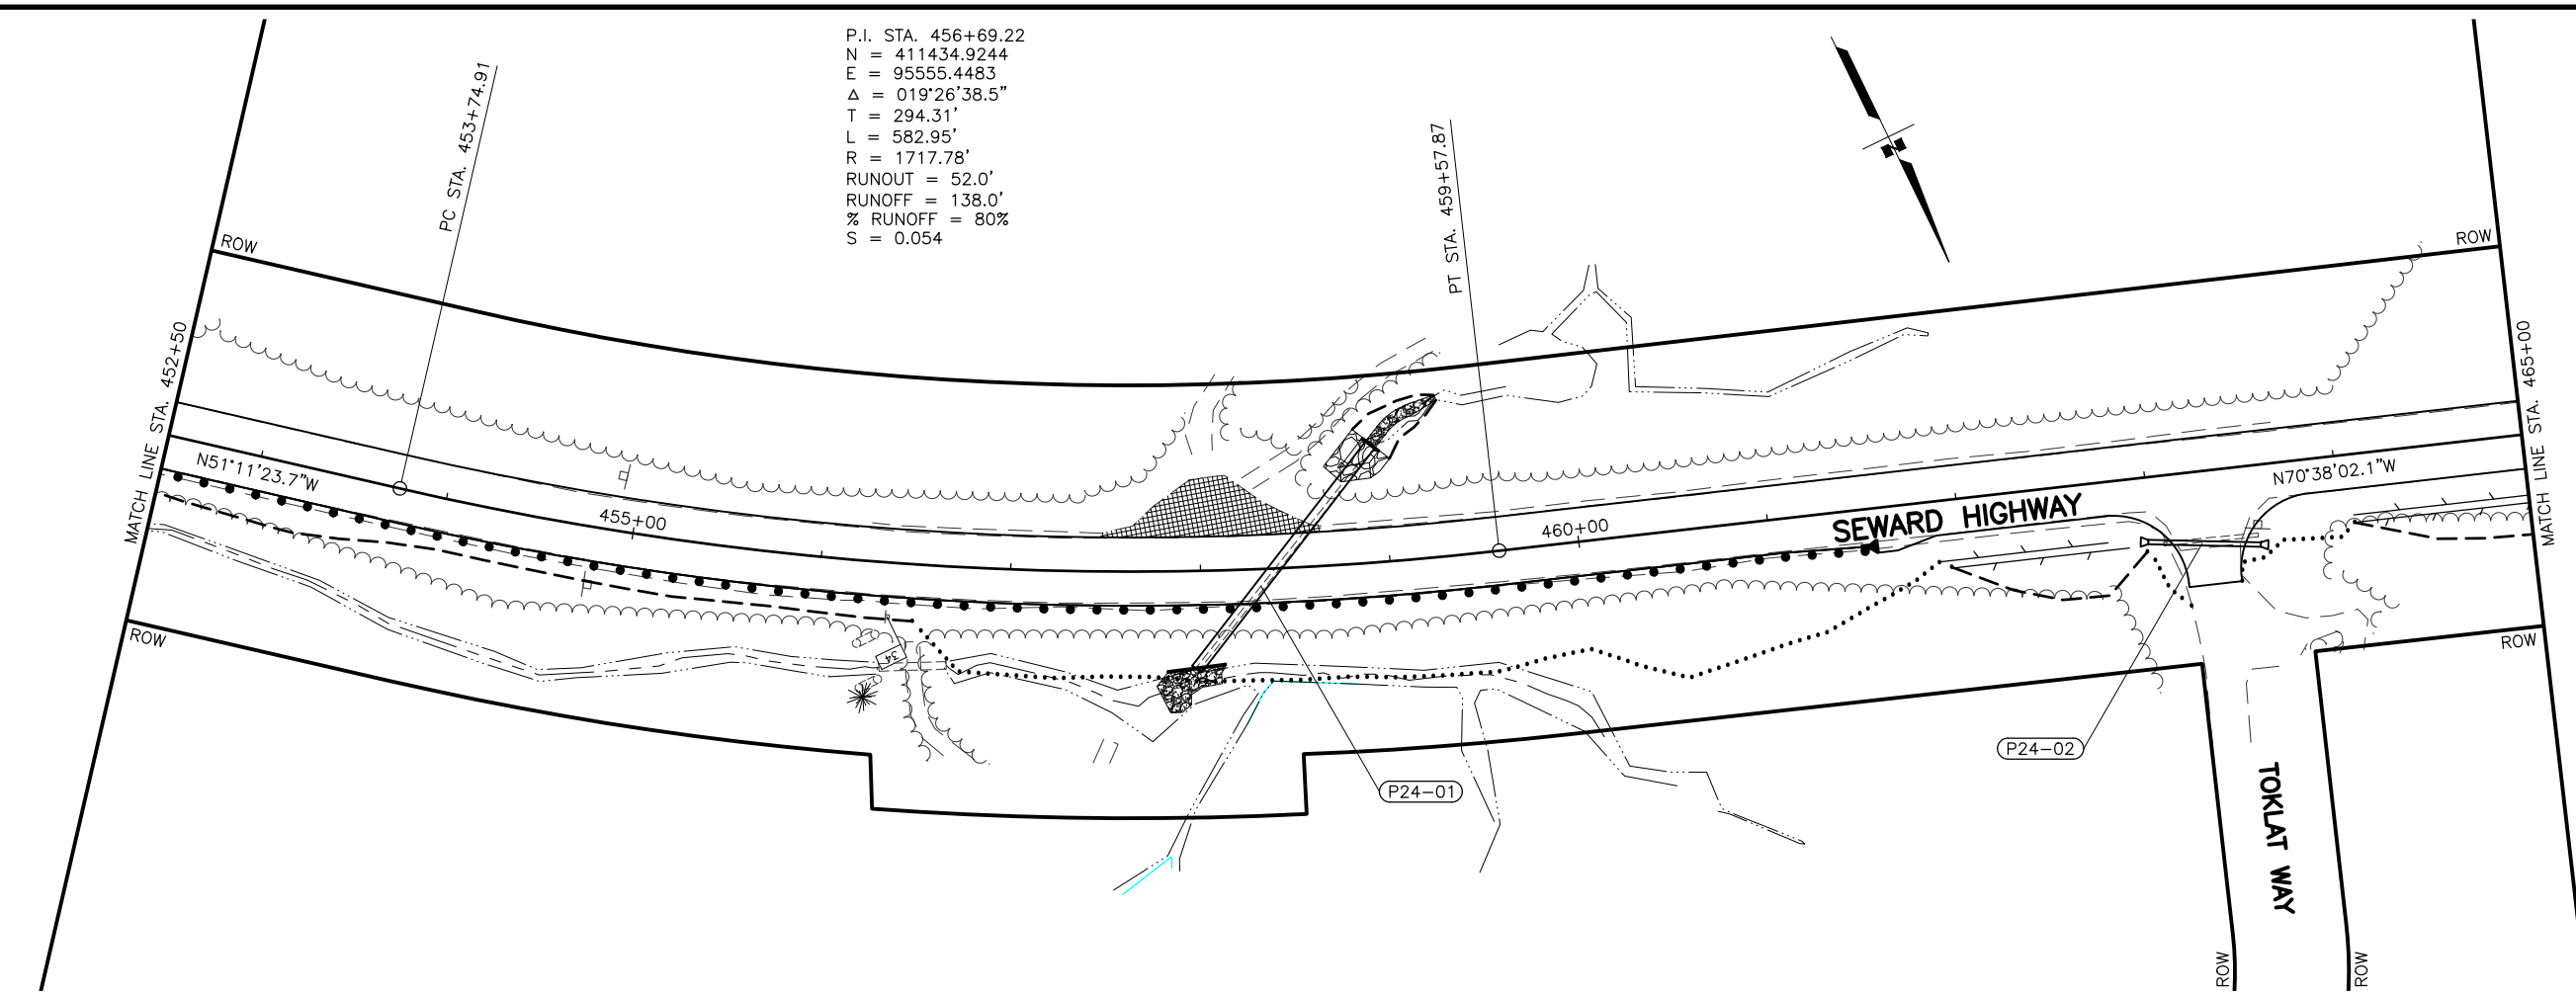 P.I. STA. 456+69.22
N = 411434.9244
E = 95555.4483
Δ = 019°26'38.5"
T = 294.31'
L = 582.95'
R = 1717.78'
RUNOUT = 52.0'
RUNOFF = 138.0'
% RUNOFF = 80%
S = 0.054
PC STA. 453+74.91
PT STA. 459+57.87
N
ROW
ROW
MATCH LINE STA. 452+50
MATCH LINE STA. 465+00
N51°11'23.7"W
N70°38'02.1"W
455+00
460+00
SEWARD HIGHWAY
ROW
ROW
34
P24-01
P24-02
TOKLAT WAY
ROW
ROW